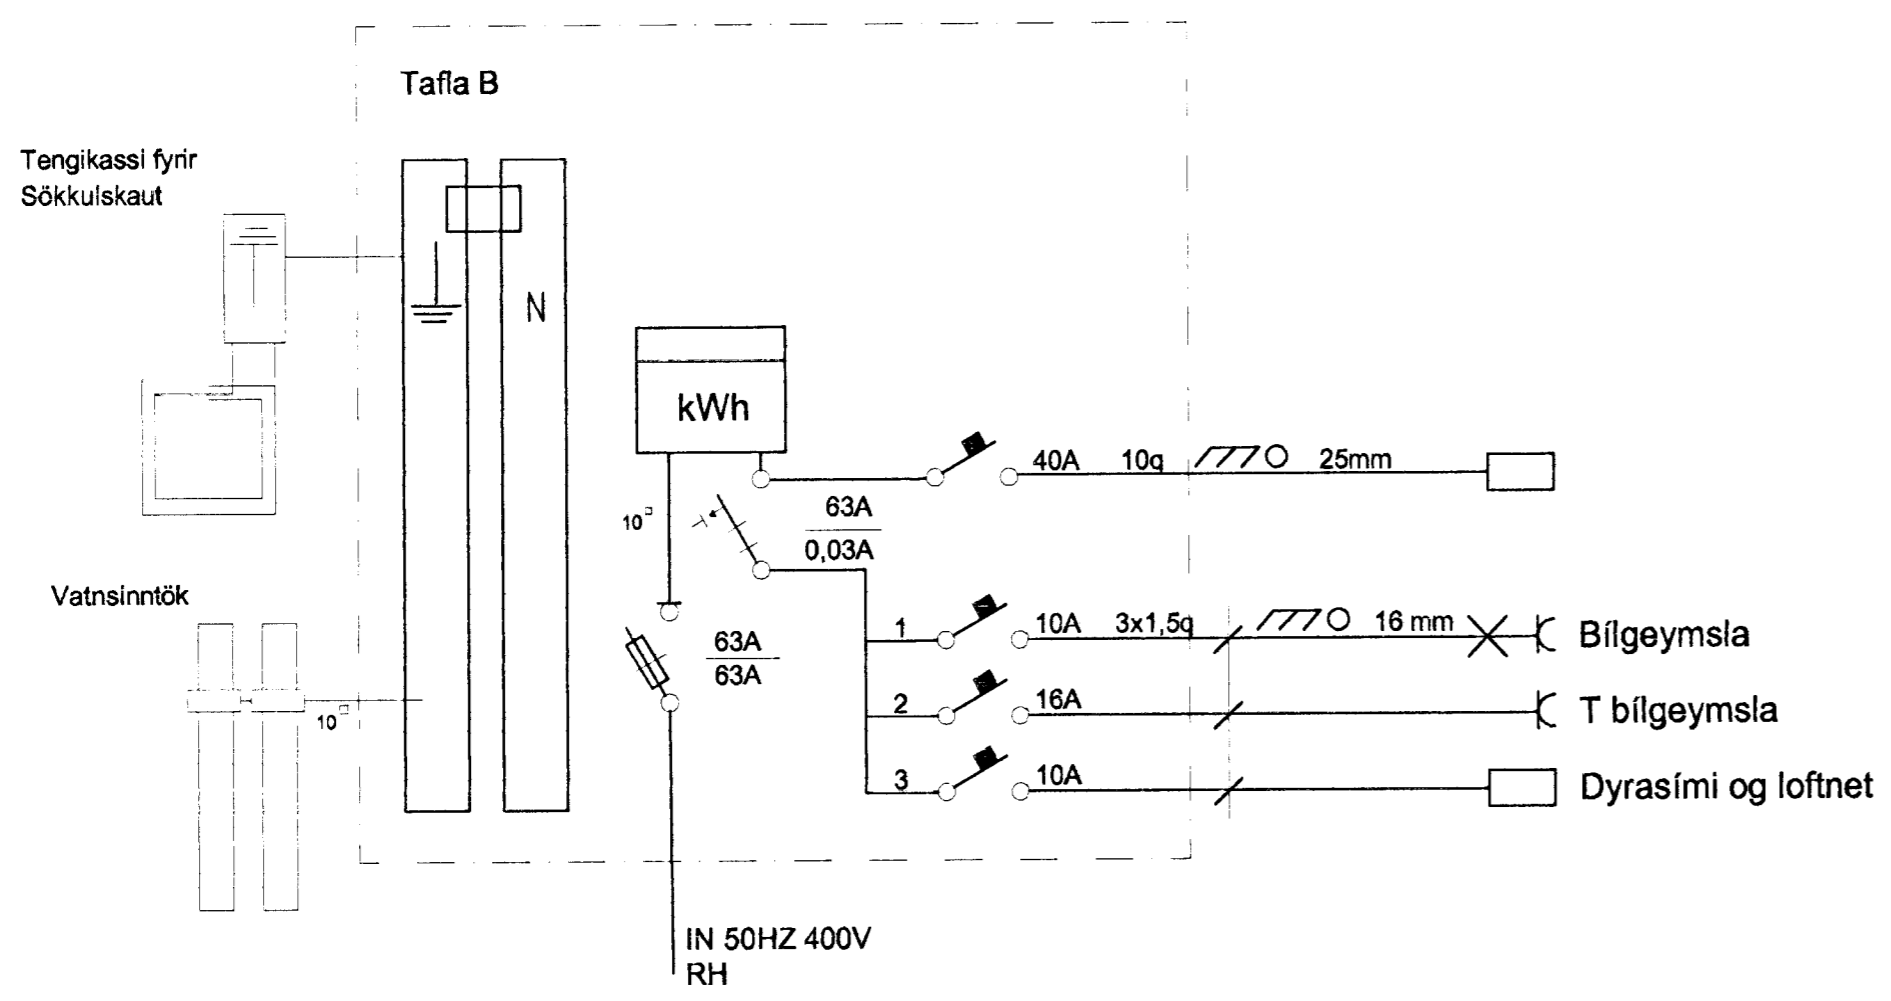 Tafla B
Tengikassi fyrir
Sökkulskaut
N
kWh
40A 10q 25mm
10□
63A
0,03A
Vatnsinntök
1 10A 3x1,5q 16 mm Bílgeymsla
63A
63A
2 16A T bílgeymsla
10□
3 10A Dyrasími og loftnet
IN 50HZ 400V
RH